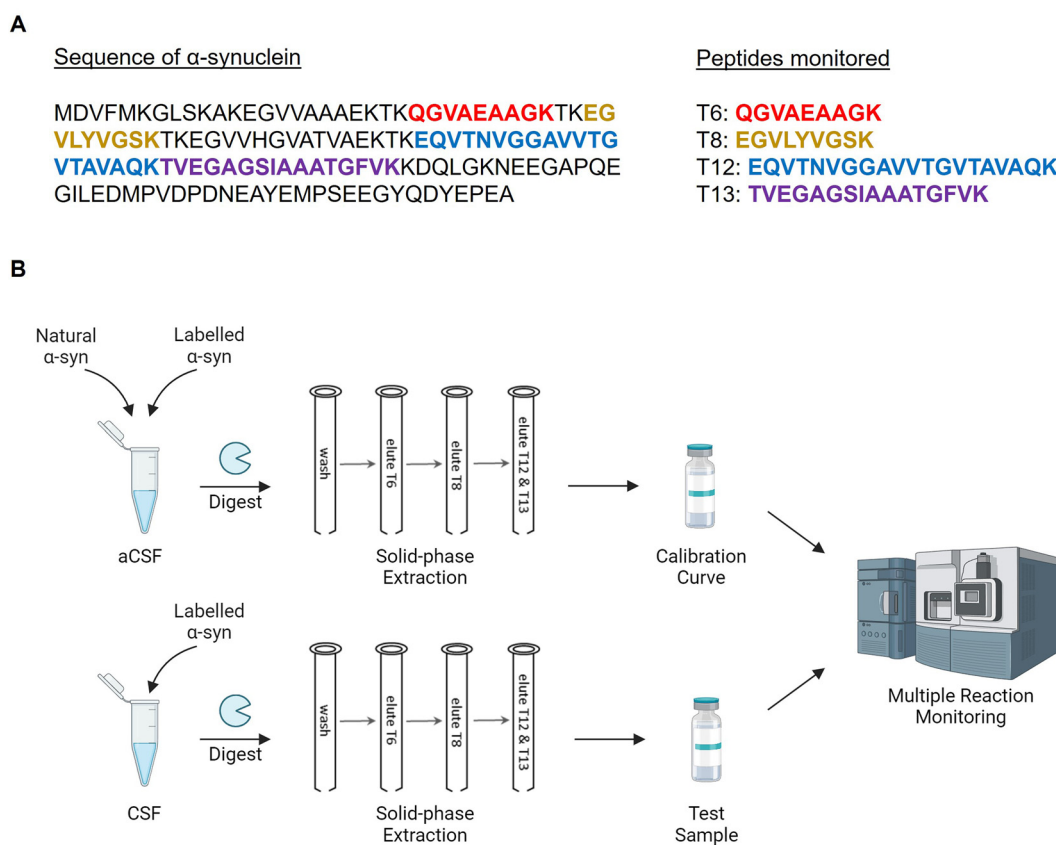 A
Sequence of α-synuclein
MDVFMKGLSKAKEGVVAAAEKTKQGVAEAAGKTKEG
VLYVGSKTKEGVVHGVATVAEKTKEQVTNVGGAVVTG
VTAVAQKTVEGAGSIAAATGFVKKDQLGKNEEGAPQE
GILEDMPVDPDNEAYEMPSEEGYQDYEPEA
Peptides monitored
T6: QGVAEAAGK
T8: EGVLYVGSK
T12: EQVTNVGGAVVTGVTAVAQK
T13: TVEGAGSIAAATGFVK
B
Natural
α-syn
Labelled
α-syn
aCSF
Digest
wash
elute T6
elute T8
elute T12 & T13
Solid-phase
Extraction
Calibration
Curve
Labelled
α-syn
CSF
Digest
wash
elute T6
elute T8
elute T12 & T13
Solid-phase
Extraction
Test
Sample
Multiple Reaction
Monitoring